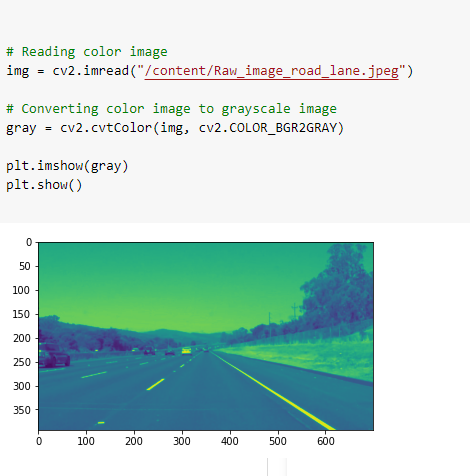 # Reading color image
img = cv2.imread("/content/Raw_image_road_lane.jpeg")
# Converting color image to grayscale image
gray = cv2.cvtColor(img, cv2.COLOR_BGR2GRAY)
plt.imshow(gray)
plt.show()
0
50
100
150
200
250
300
350
0 100 200 300 400 500 600